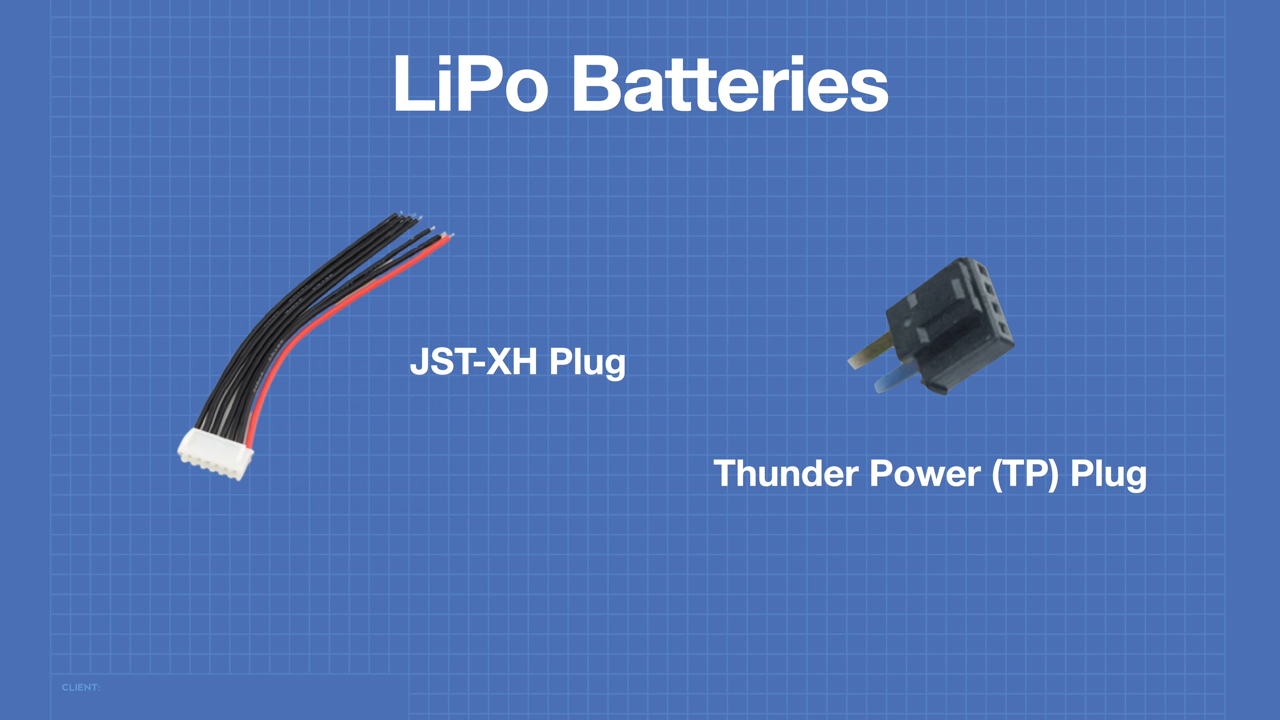 LiPo Batteries
JST-XH Plug
Thunder Power (TP) Plug
CLIENT: